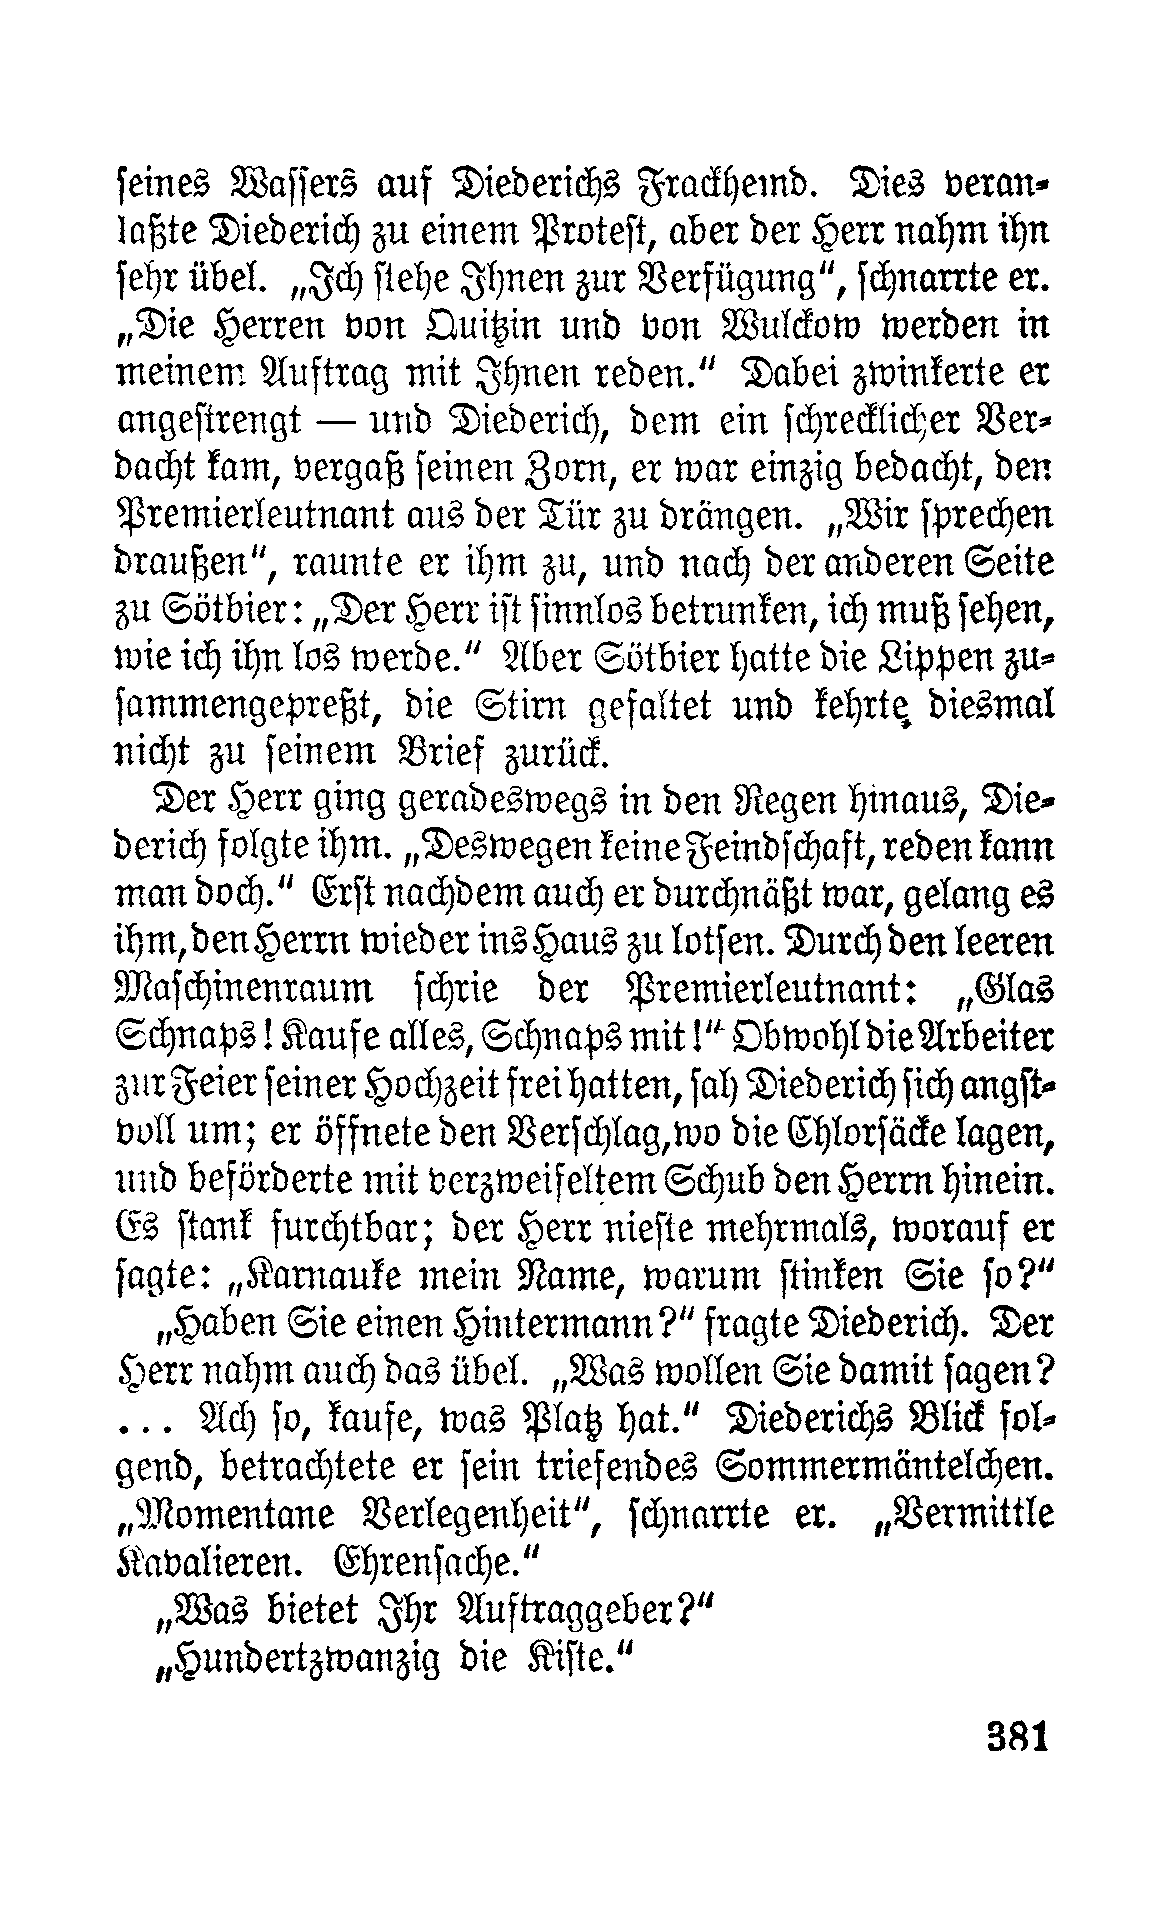 seines Wassers auf Diederichs Frackhemd. Dies veran-
laßte Diederich zu einem Protest, aber der Herr nahm ihn
sehr übel. „Ich stehe Ihnen zur Verfügung“, schnarrte er.
„Die Herren von Quitzin und von Wulckow werden in
meinem Auftrag mit Ihnen reden.“ Dabei zwinkerte er
angestrengt — und Diederich, dem ein schrecklicher Ver-
dacht kam, vergaß seinen Zorn, er war einzig bedacht, den
Premierleutnant aus der Tür zu drängen. „Wir sprechen
draußen“, raunte er ihm zu, und nach der anderen Seite
zu Sötbier: „Der Herr ist sinnlos betrunken, ich muß sehen,
wie ich ihn los werde.“ Aber Sötbier hatte die Lippen zu-
sammengepreßt, die Stirn gefaltet und kehrte diesmal
nicht zu seinem Brief zurück.
Der Herr ging geradeswegs in den Regen hinaus, Die-
derich folgte ihm. „Deswegen keine Feindschaft, reden kann
man doch.“ Erst nachdem auch er durchnäßt war, gelang es
ihm, den Herrn wieder ins Haus zu lotsen. Durch den leeren
Maschinenraum schrie der Premierleutnant: „Glas
Schnaps! Kaufe alles, Schnaps mit!“ Obwohl die Arbeiter
zur Feier seiner Hochzeit frei hatten, sah Diederich sich angst-
voll um; er öffnete den Verschlag, wo die Chlorsäcke lagen,
und beförderte mit verzweifeltem Schub den Herrn hinein.
Es stank furchtbar; der Herr nieste mehrmals, worauf er
sagte: „Karnauke mein Name, warum stinken Sie so?“
„Haben Sie einen Hintermann?“ fragte Diederich. Der
Herr nahm auch das übel. „Was wollen Sie damit sagen?
... Ach so, kaufe, was Platz hat.“ Diederichs Blick fol-
gend, betrachtete er sein triefendes Sommermäntelchen.
„Momentane Verlegenheit“, schnarrte er. „Vermittle
Kavalieren. Ehrensache.“
„Was bietet Ihr Auftraggeber?“
„Hundertzwanzig die Kiste.“
381